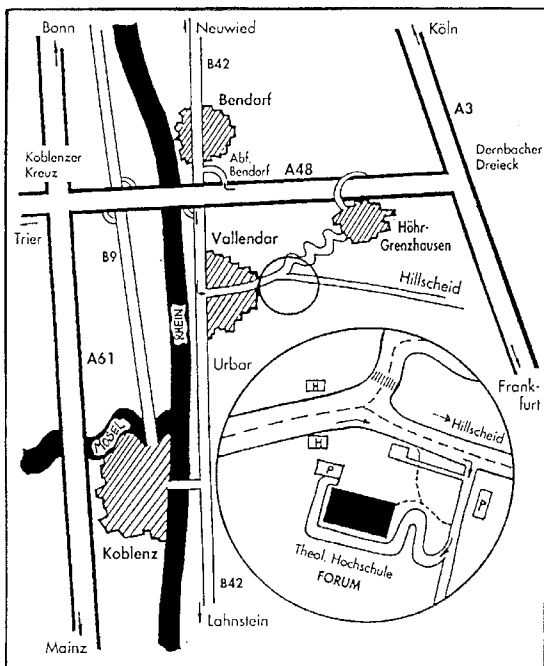 Bonn
Neuwied
Köln
B42
A3
Bendorf
Koblenzer
Kreuz
Abf.
Bendorf
A48
Dernbacher
Dreieck
Trier
B9
Vallendar
Höhr-
Grenzhausen
Hillscheid
RHEIN
A61
Urbar
Frank-
furt
MOSEL
Koblenz
H
H
Hillscheid
P
P
Theol. Hochschule
FORUM
B42
Lahnstein
Mainz